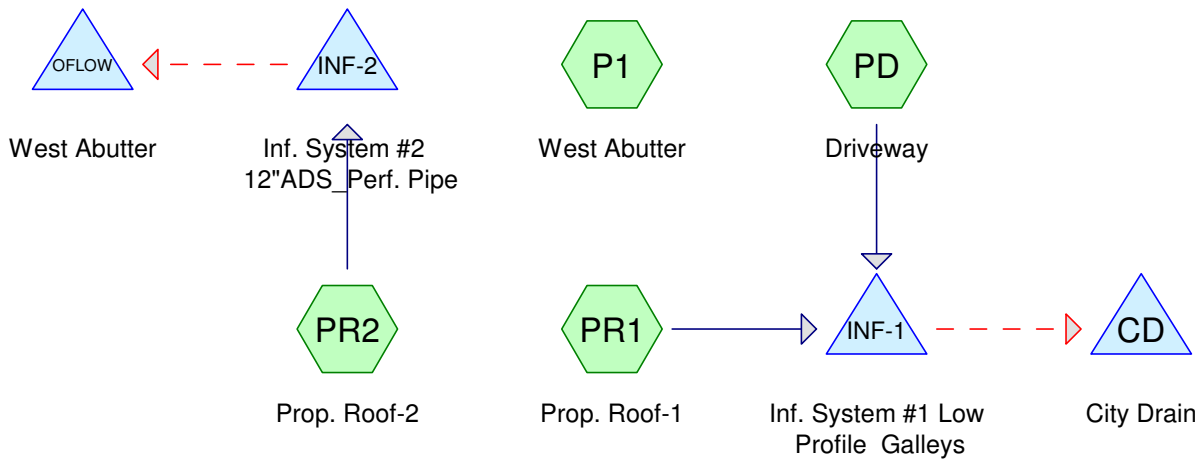 OFLOW
West Abutter
INF-2
Inf. System #2
12"ADS_Perf. Pipe
P1
West Abutter
PD
Driveway
PR2
Prop. Roof-2
PR1
Prop. Roof-1
INF-1
Inf. System #1 Low
Profile Galleys
CD
City Drain